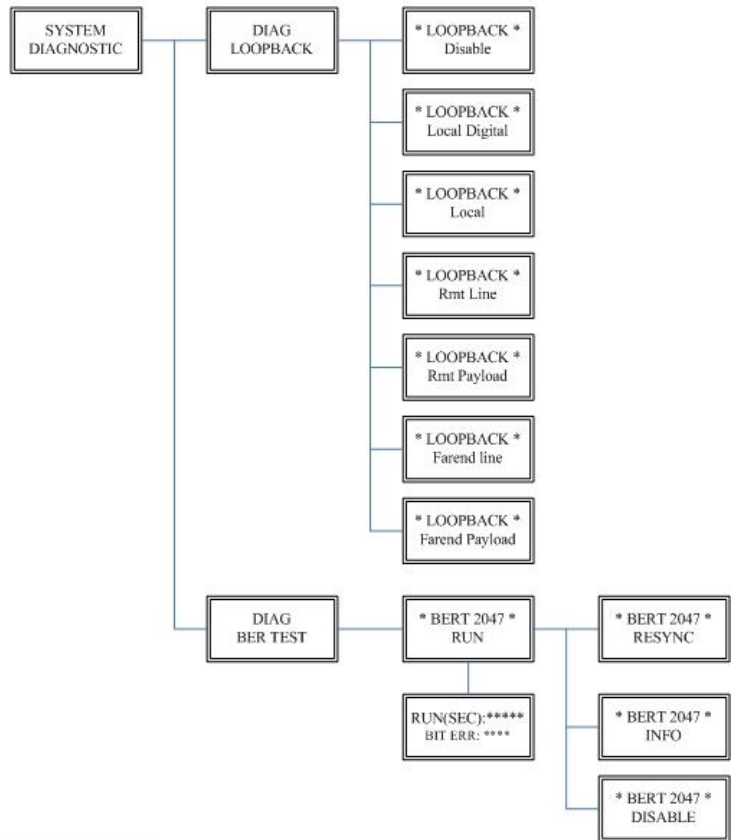 SYSTEM
DIAGNOSTIC
DIAG
LOOPBACK
* LOOPBACK *
Disable
* LOOPBACK *
Local Digital
* LOOPBACK *
Local
* LOOPBACK *
Rmt Line
* LOOPBACK *
Rmt Payload
* LOOPBACK *
Farend line
* LOOPBACK *
Farend Payload
DIAG
BER TEST
* BERT 2047 *
RUN
RUN(SEC):*****
BIT ERR: ****
* BERT 2047 *
RESYNC
* BERT 2047 *
INFO
* BERT 2047 *
DISABLE